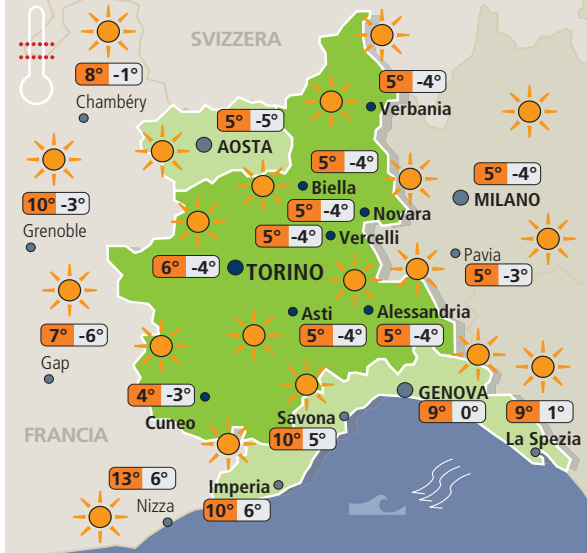 SVIZZERA
8° -1°
Chambéry
5° -4°
Verbania
5° -5°
AOSTA
5° -4°
Biella
5° -4°
MILANO
10° -3°
Grenoble
5° -4°
Novara
5° -4°
Vercelli
6° -4°
TORINO
Pavia
5° -3°
7° -6°
Gap
Asti
5° -4°
Alessandria
5° -4°
4° -3°
Cuneo
GENOVA
9° 0°
9° 1°
La Spezia
Savona
10° 5°
FRANCIA
13° 6°
Nizza
Imperia
10° 6°